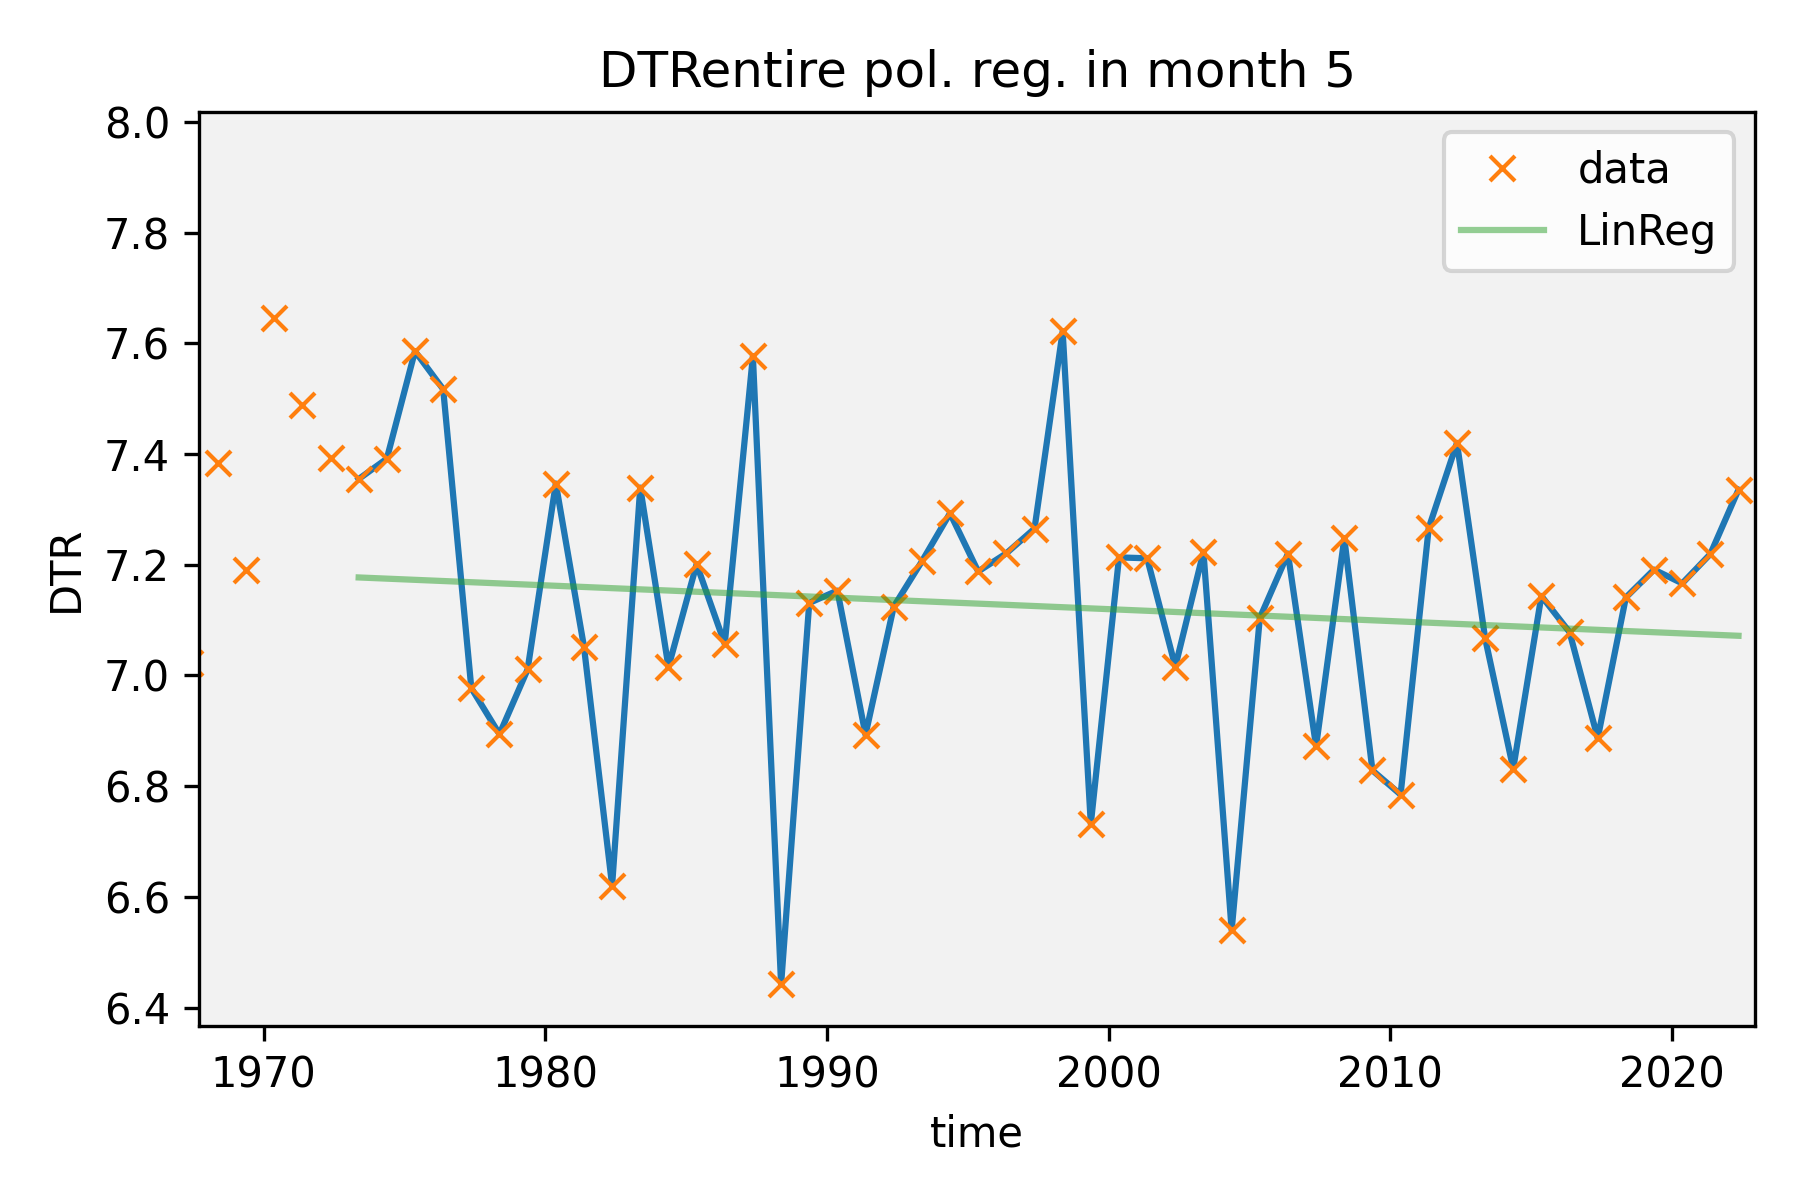 DTRentire pol. reg. in month 5
8.0
7.8
7.6
7.4
7.2
7.0
6.8
6.6
6.4
DTR
data
LinReg
1970 1980 1990 2000 2010 2020
time